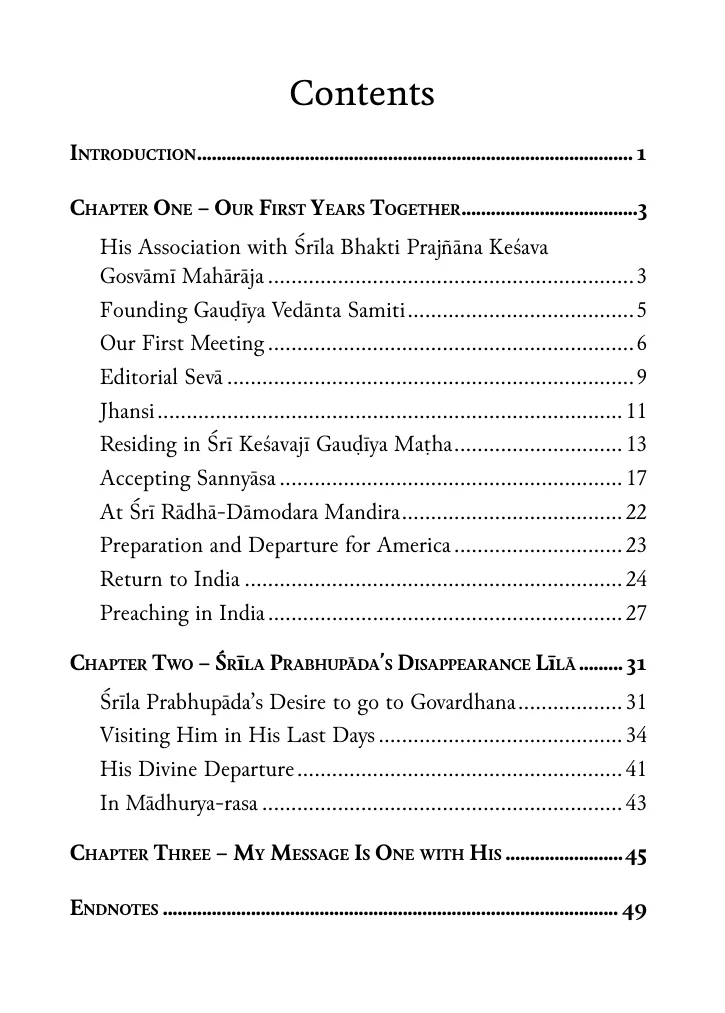 Contents
Introduction.......... 1
Chapter One – Our First Years Together..........3
His Association with Śrīla Bhakti Prajñāna Keśava
Gosvāmī Mahārāja .......... 3
Founding Gauḍīya Vedānta Samiti.......... 5
Our First Meeting .......... 6
Editorial Sevā .......... 9
Jhansi .......... 11
Residing in Śrī Keśavajī Gauḍīya Maṭha.......... 13
Accepting Sannyāsa .......... 17
At Śrī Rādhā-Dāmodara Mandira.......... 22
Preparation and Departure for America .......... 23
Return to India .......... 24
Preaching in India .......... 27
Chapter Two – Śrīla Prabhupāda's Disappearance Līlā ......... 31
Śrīla Prabhupāda's Desire to go to Govardhana.......... 31
Visiting Him in His Last Days .......... 34
His Divine Departure .......... 41
In Mādhurya-rasa .......... 43
Chapter Three – My Message Is One with His ..........45
Endnotes .......... 49